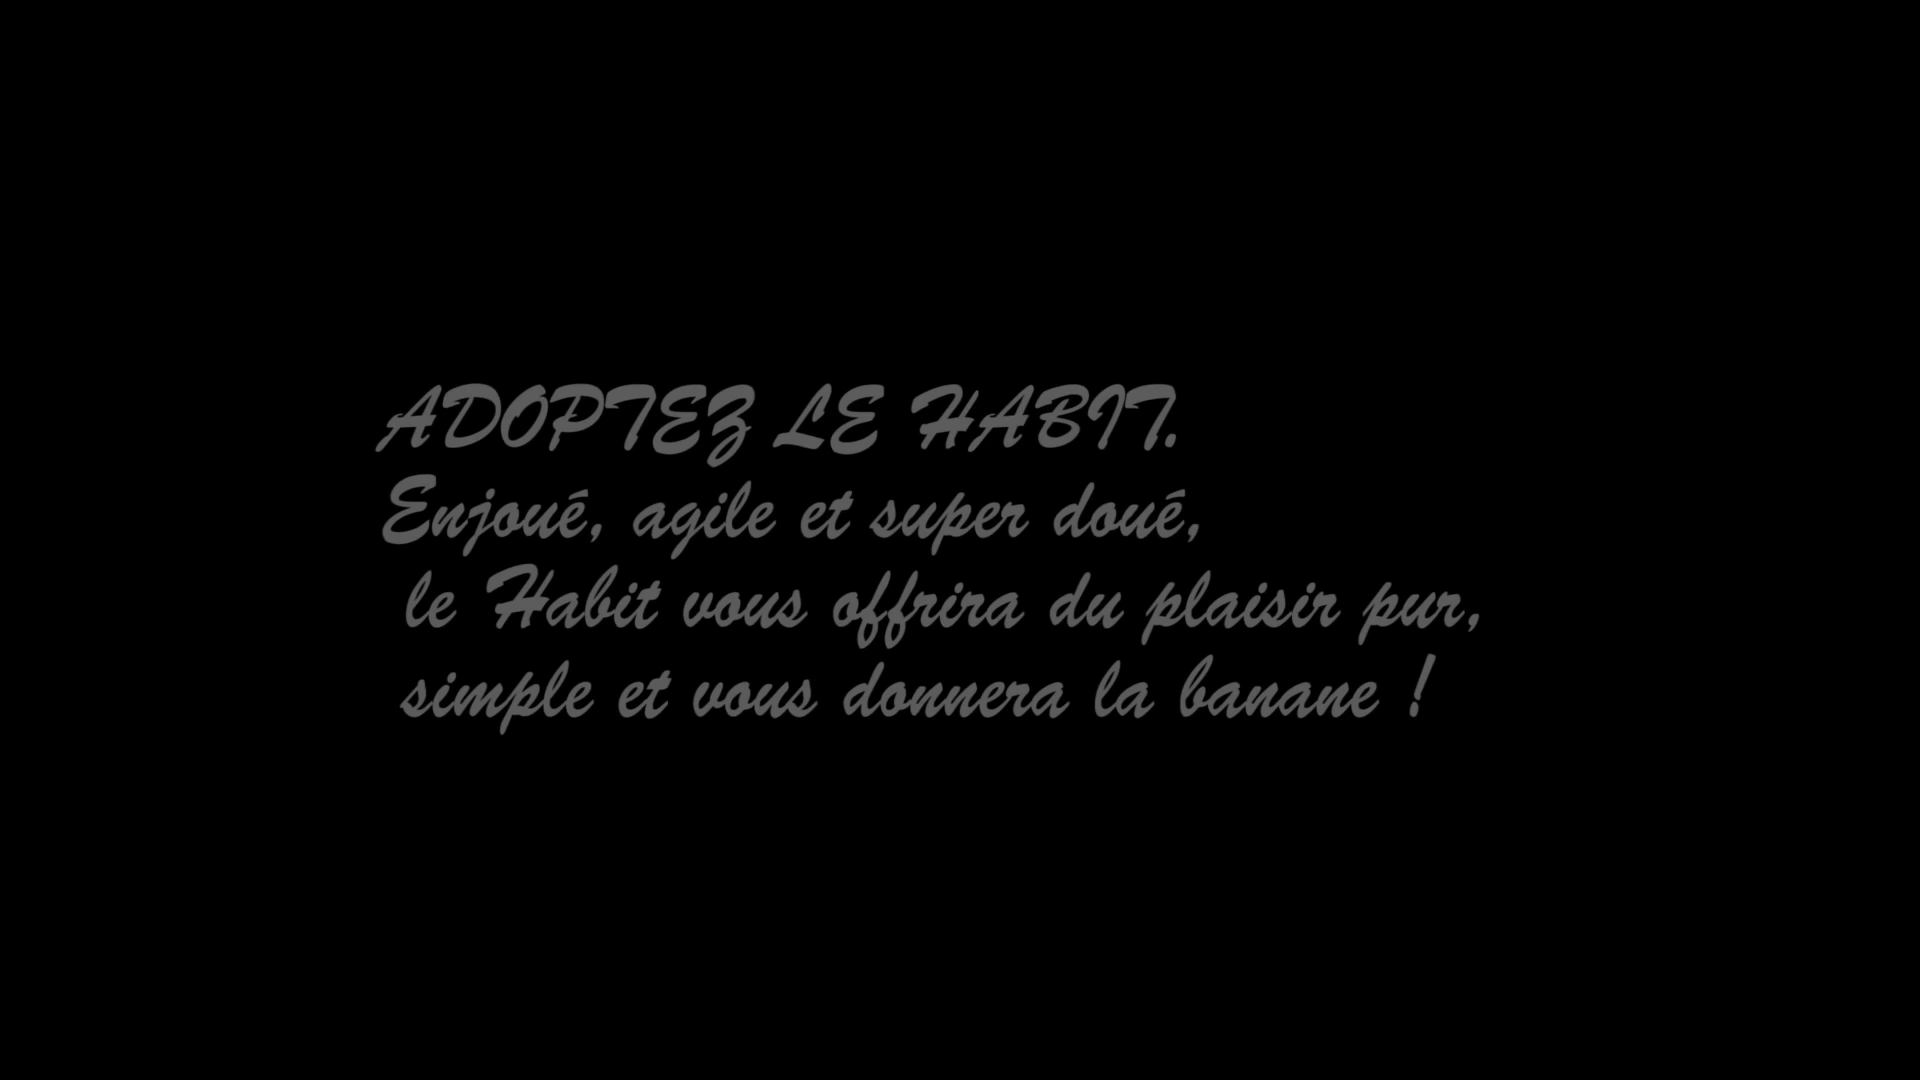 ADOPTEZ LE HABIT.
Enjoué, agile et super doué,
le Habit vous offrira du plaisir pur,
simple et vous donnera la banane !